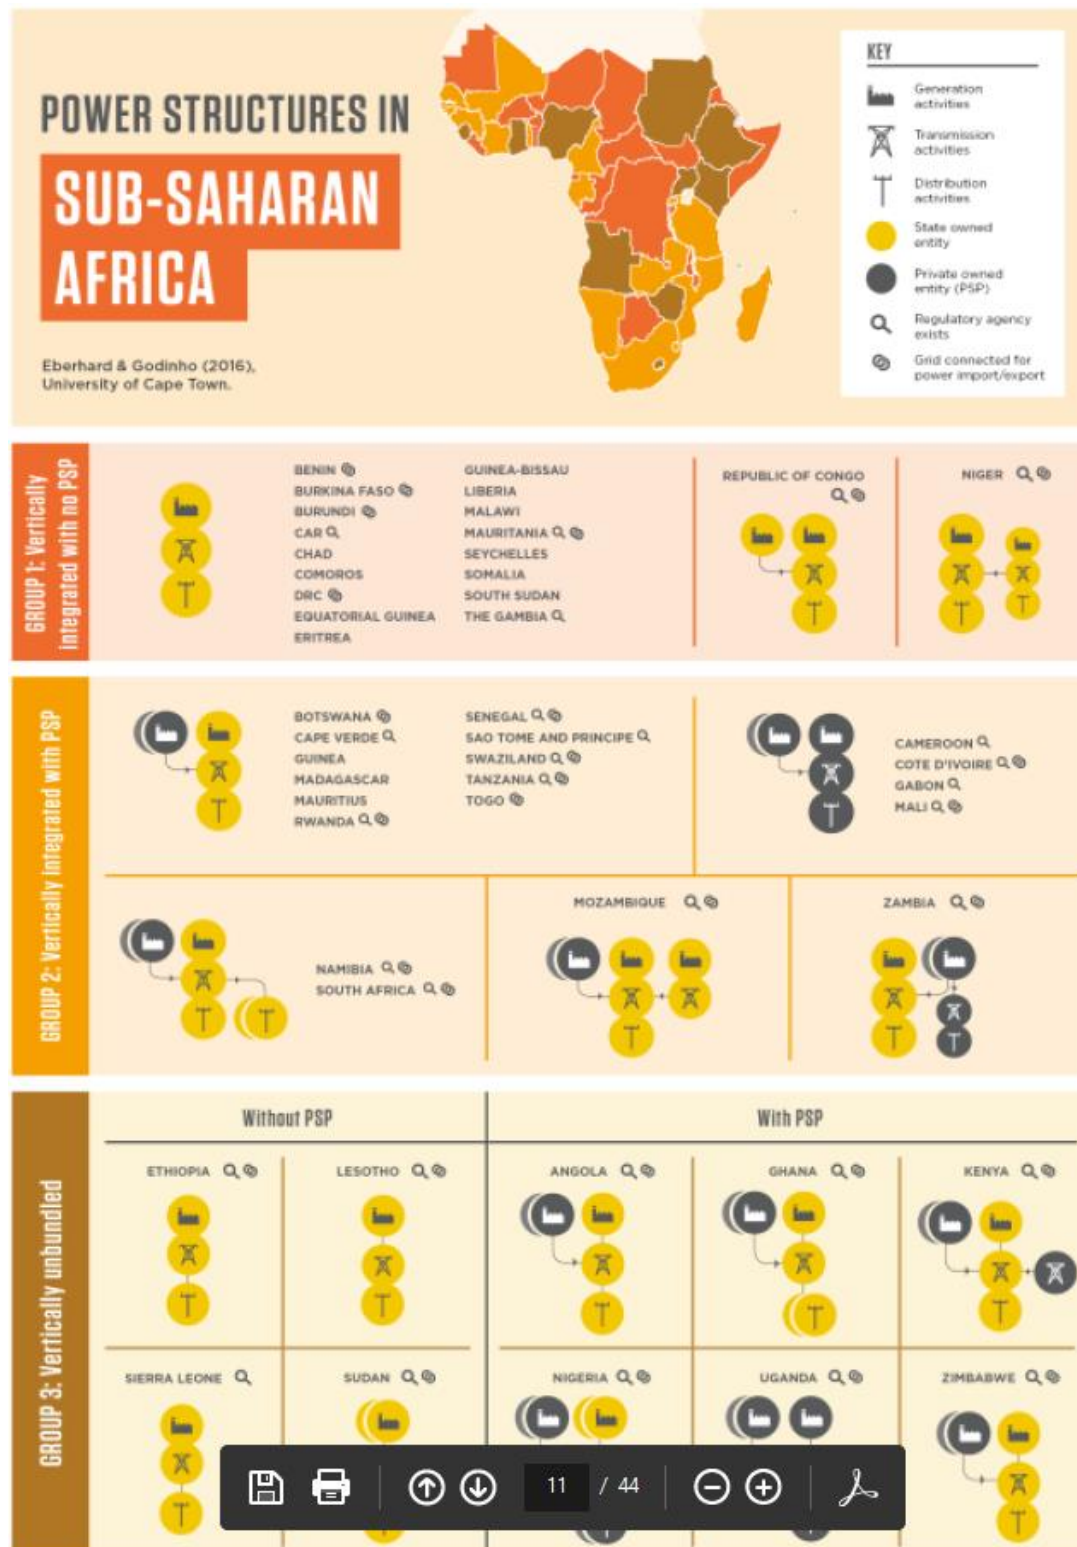 POWER STRUCTURES IN
SUB-SAHARAN
AFRICA
Eberhard & Godinho (2016),
University of Cape Town.
KEY
Generation
activities
Transmission
activities
Distribution
activities
State owned
entity
Private owned
entity (PSP)
Regulatory agency
exists
Grid connected for
power import/export
GROUP 1: Vertically
integrated with no PSP
BENIN
BURKINA FASO
BURUNDI
CAR
CHAD
COMOROS
DRC
EQUATORIAL GUINEA
ERITREA
GUINEA-BISSAU
LIBERIA
MALAWI
MAURITANIA
SEYCHELLES
SOMALIA
SOUTH SUDAN
THE GAMBIA
REPUBLIC OF CONGO
NIGER
GROUP 2: Vertically integrated with PSP
BOTSWANA
CAPE VERDE
GUINEA
MADAGASCAR
MAURITIUS
RWANDA
SENEGAL
SAO TOME AND PRINCIPE
SWAZILAND
TANZANIA
TOGO
CAMEROON
COTE D'IVOIRE
GABON
MALI
NAMIBIA
SOUTH AFRICA
MOZAMBIQUE
ZAMBIA
GROUP 3: Vertically unbundled
Without PSP
With PSP
ETHIOPIA
LESOTHO
ANGOLA
GHANA
KENYA
SIERRA LEONE
SUDAN
NIGERIA
UGANDA
ZIMBABWE
11 / 44